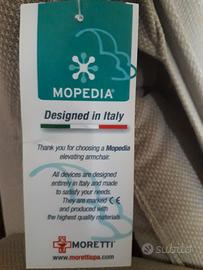 MOPEDIA®
Designed in Italy
Thank you for choosing a Mopedia
elevating armchair.
All devices are designed
entirely in Italy and made
to satisfy your needs.
They are marked CE
and produced with
the highest quality materials
MORETTI
www.morettispa.com
subito